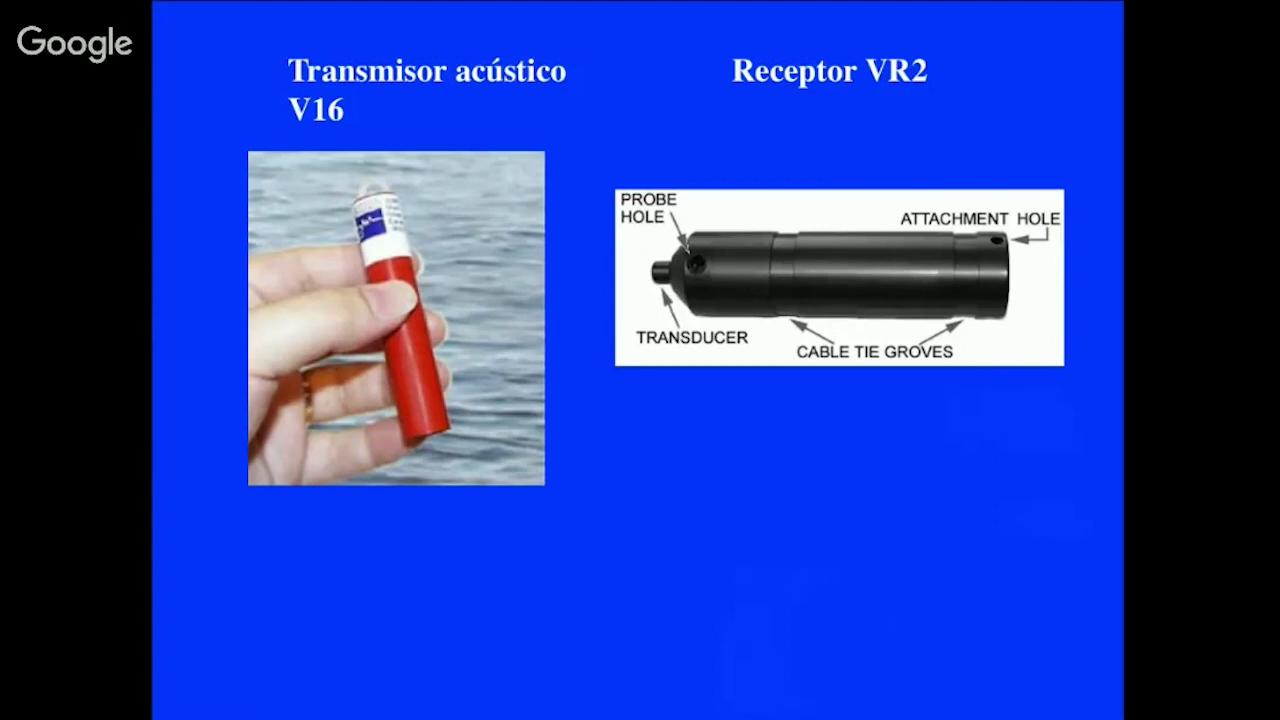 Google
Transmisor acústico
V16
Receptor VR2
PROBE
HOLE
ATTACHMENT HOLE
TRANSDUCER
CABLE TIE GROVES